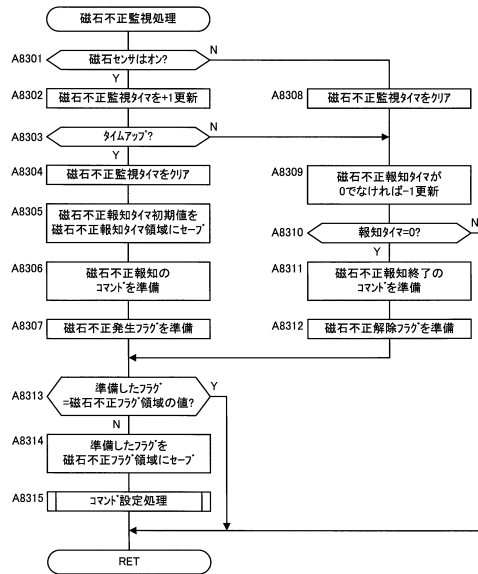 磁石不正監視処理
A8301
磁石センサはオン?
N
Y
A8302
磁石不正監視タイマを+1更新
A8308
磁石不正監視タイマをクリア
A8303
タイムアップ?
N
Y
A8304
磁石不正監視タイマをクリア
A8309
磁石不正報知タイマが
0でなければ-1更新
A8305
磁石不正報知タイマ初期値を
磁石不正報知タイマ領域にセーブ
A8310
報知タイマ=0?
N
Y
A8306
磁石不正報知の
コマンドを準備
A8311
磁石不正報知終了の
コマンドを準備
A8307
磁石不正発生フラグを準備
A8312
磁石不正解除フラグを準備
A8313
準備したフラグ
=磁石不正フラグ領域の値?
Y
N
A8314
準備したフラグを
磁石不正フラグ領域にセーブ
A8315
コマンド設定処理
RET